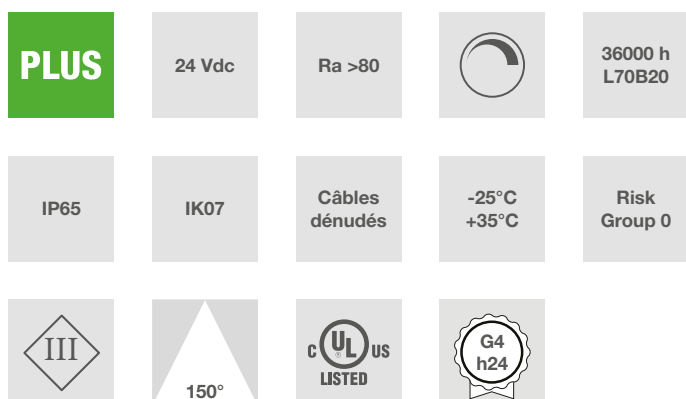 PLUS
24 Vdc
Ra >80
36000 h
L70B20
IP65
IK07
Câbles
dénudés
-25°C
+35°C
Risk
Group 0
III
150°
C UL US
®
LISTED
G4
h24